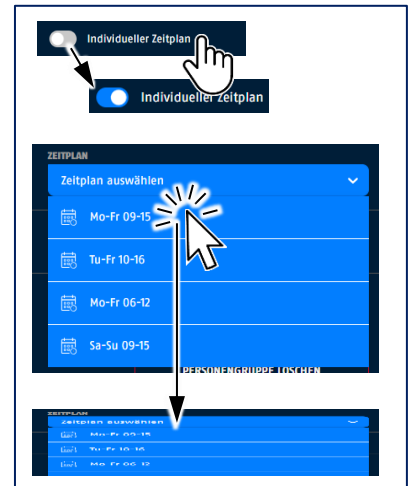 Individueller Zeitplan
Individueller Zeitplan
ZEITPLAN
Zeitplan auswählen
Mo-Fr 09-15
Tu-Fr 10-16
Mo-Fr 06-12
Sa-Su 09-15
PERSONENGRUPPE LÖSCHEN
ZEITPLAN
Zeitplan auswählen
Mo-Fr 09-15
Tu-Fr 10-16
Mo-Fr 06-12